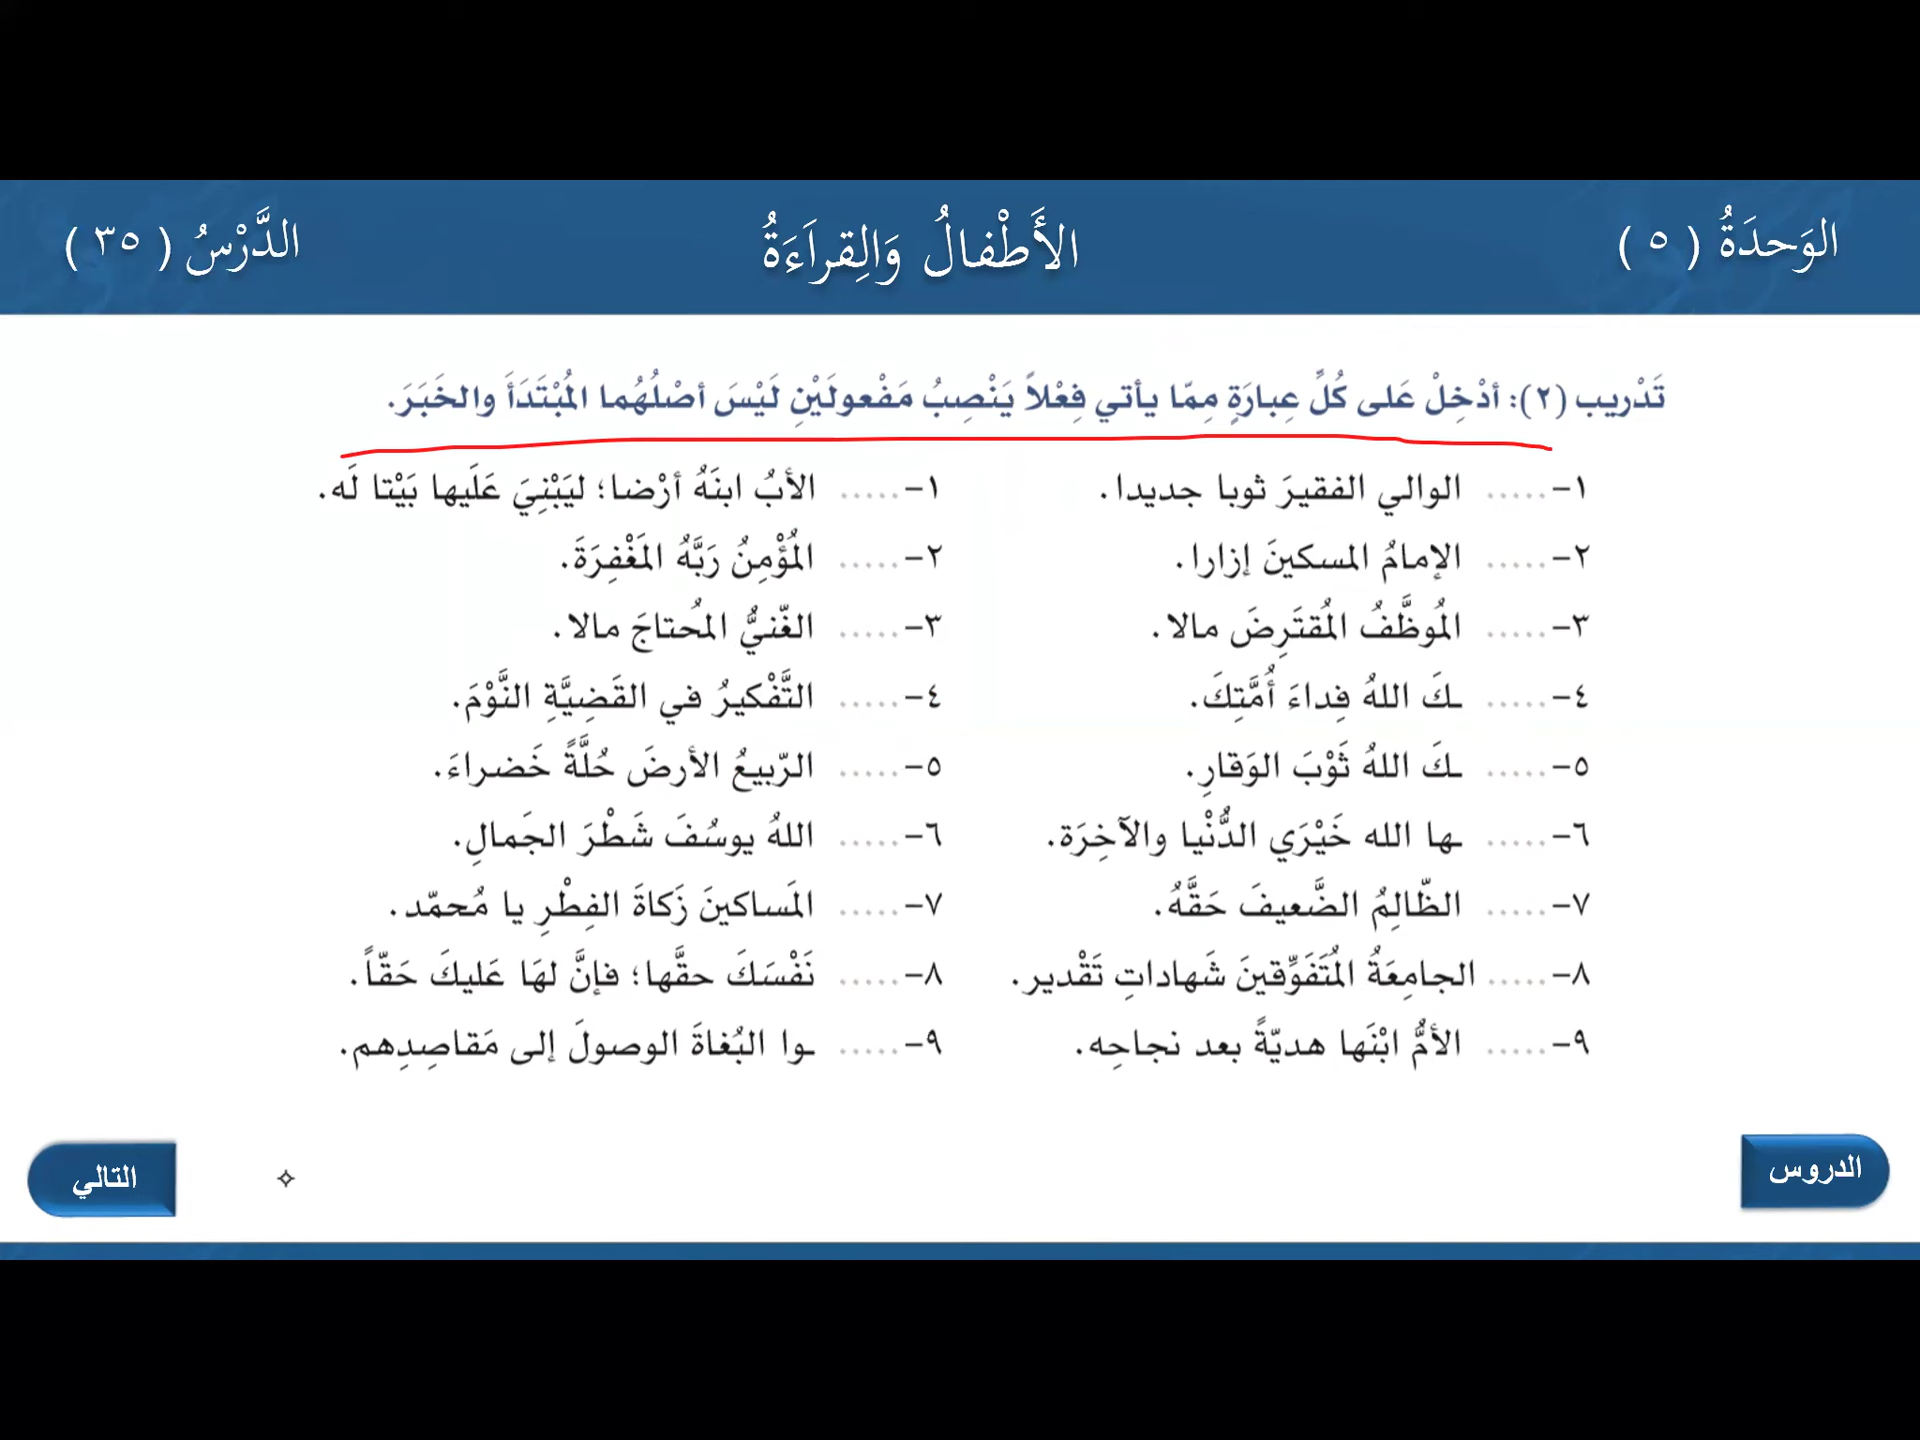 الوَحدَةُ ( ٥ )
الأَطْفالُ وَالِقراَءَةُ
الدَّرْسُ ( ٣٥ )
تَدْريب (٢): أدْخِلْ عَلى كُلِّ عِبارَةٍ مِمّا يأتي فِعْلاً يَنْصِبُ مَفْعولَيْنِ لَيْسَ أصْلُهُما المُبْتَدَأَ والخَبَرَ.
١- ..... الوالي الفقيرَ ثوبا جديدا.
٢- ..... الإمامُ المسكينَ إزارا.
٣- ..... المُوظَّفُ المُقتَرِضَ مالا.
٤- ..... ـكَ اللهُ فِداءَ أُمَّتِكَ.
٥- ..... ـكَ اللهُ ثَوْبَ الوَقارِ.
٦- ..... ـها الله خَيْرَي الدُّنْيا والآخِرَة.
٧- ..... الظّالِمُ الضَّعيفَ حَقَّهُ.
٨- ..... الجامِعَةُ المُتَفَوِّقينَ شَهاداتِ تَقْدير.
٩- ..... الأمُّ ابْنَها هديّةً بعد نجاحِه.
١- ..... الأبُ ابنَهُ أرْضا؛ ليَبْنِيَ عَلَيها بَيْتا لَه.
٢- ..... المُؤْمِنُ رَبَّهُ المَغْفِرَةَ.
٣- ..... الغّنيُّ المُحتاجَ مالا.
٤- ..... التَّفْكيرُ في القَضِيَّةِ النَّوْمَ.
٥- ..... الرّبيعُ الأرضَ حُلَّةً خَضراءَ.
٦- ..... اللهُ يوسُفَ شَطْرَ الجَمالِ.
٧- ..... المَساكينَ زَكاةَ الفِطْرِ يا مُحمّد.
٨- ..... نَفْسَكَ حقَّها؛ فإنَّ لهَا عَليكَ حَقّاً.
٩- ..... ـوا البُغاةَ الوصولَ إلى مَقاصِدِهم.
الدروس
التالي